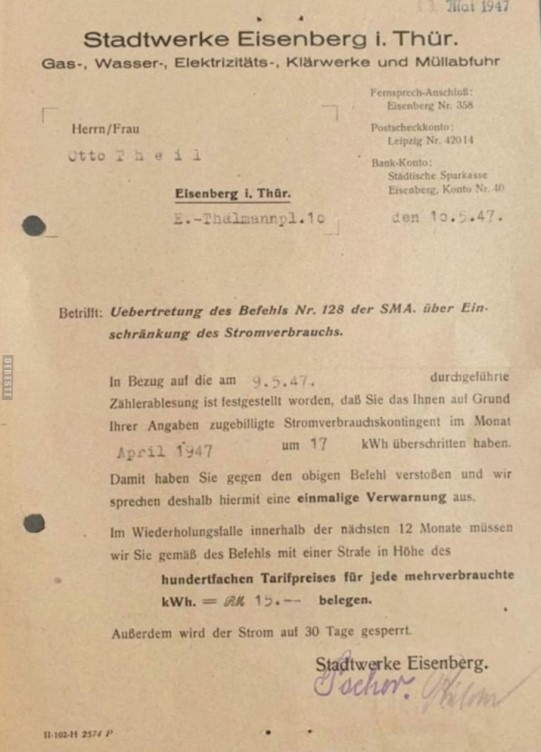 Mai 1947
Stadtwerke Eisenberg i. Thür.
Gas-, Wasser-, Elektrizitäts-, Klärwerke und Müllabfuhr
Fernsprech-Anschluß:
Eisenberg Nr. 358
Postscheckkonto:
Leipzig Nr. 42014
Bank-Konto:
Städtische Sparkasse
Eisenberg, Konto Nr. 40
Herrn/Frau
Otto Theil
Eisenberg i. Thür.
E.-Thälmannpl.1o
den 1o.5.47.
Betrifft: Uebertretung des Befehls Nr. 128 der SMA. über Ein-
schränkung des Stromverbrauchs.
In Bezug auf die am 9.5.47. durchgeführte
Zählerablesung ist festgestellt worden, daß Sie das Ihnen auf Grund
Ihrer Angaben zugebilligte Stromverbrauchskontingent im Monat
April 1947 um 17 kWh überschritten haben.
Damit haben Sie gegen den obigen Befehl verstoßen und wir
sprechen deshalb hiermit eine einmalige Verwarnung aus.
Im Wiederholungsfalle innerhalb der nächsten 12 Monate müssen
wir Sie gemäß des Befehls mit einer Strafe in Höhe des
hundertfachen Tarifpreises für jede mehrverbrauchte
kWh. = RM 15.-- belegen.
Außerdem wird der Strom auf 30 Tage gesperrt.
Stadtwerke Eisenberg.
II-102-H 2574 P
DEBESTE